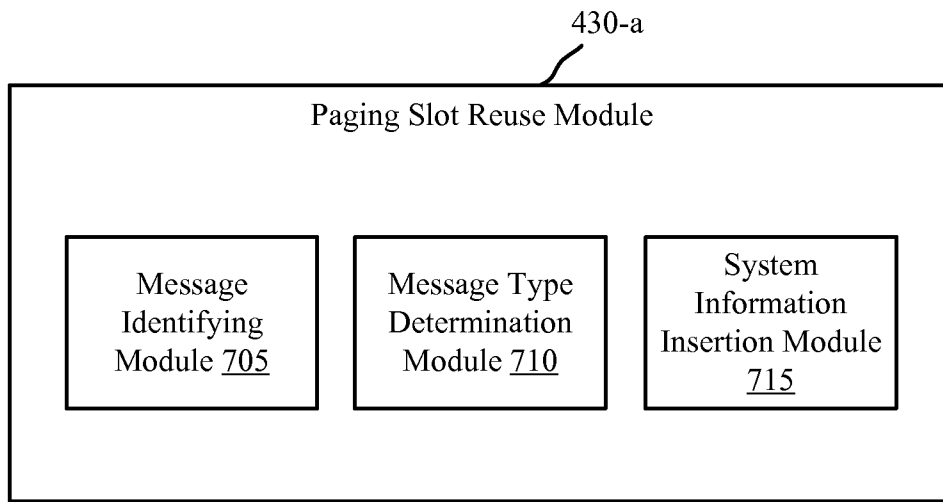 430-a
Paging Slot Reuse Module
Message
Identifying
Module 705
Message Type
Determination
Module 710
System
Information
Insertion Module
715